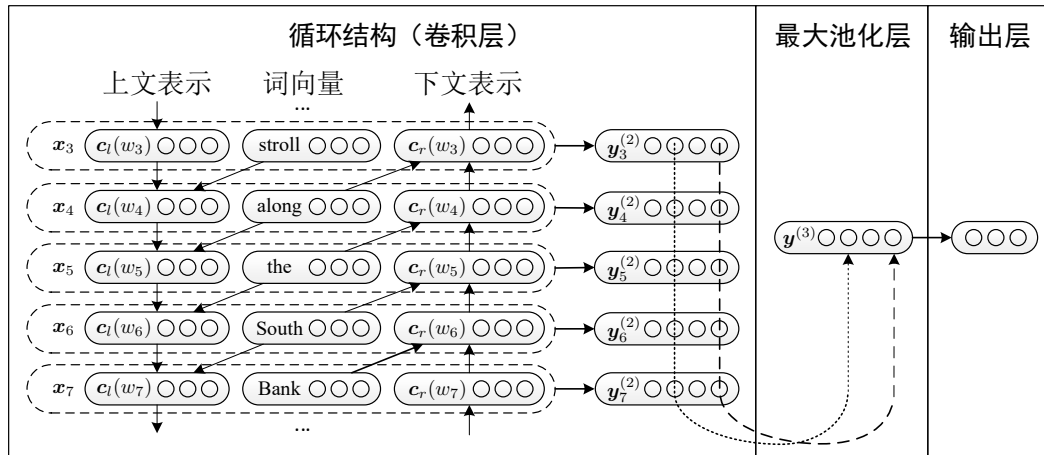 循环结构（卷积层） 最大池化层 输出层
上文表示 词向量 下文表示
...
x₃ cₗ(w₃) stroll cᵣ(w₃) y₃⁽²⁾
x₄ cₗ(w₄) along cᵣ(w₄) y₄⁽²⁾
y⁽³⁾
x₅ cₗ(w₅) the cᵣ(w₅) y₅⁽²⁾
x₆ cₗ(w₆) South cᵣ(w₆) y₆⁽²⁾
x₇ cₗ(w₇) Bank cᵣ(w₇) y₇⁽²⁾
...